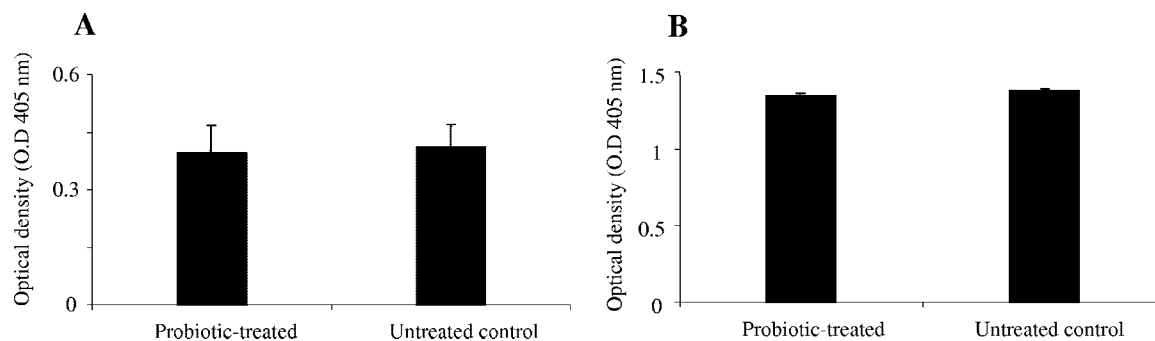 A
Optical density (O.D 405 nm)
0.6
0.3
0
Probiotic-treated
Untreated control
B
Optical density (O.D 405 nm)
1.5
1
0.5
0
Probiotic-treated
Untreated control